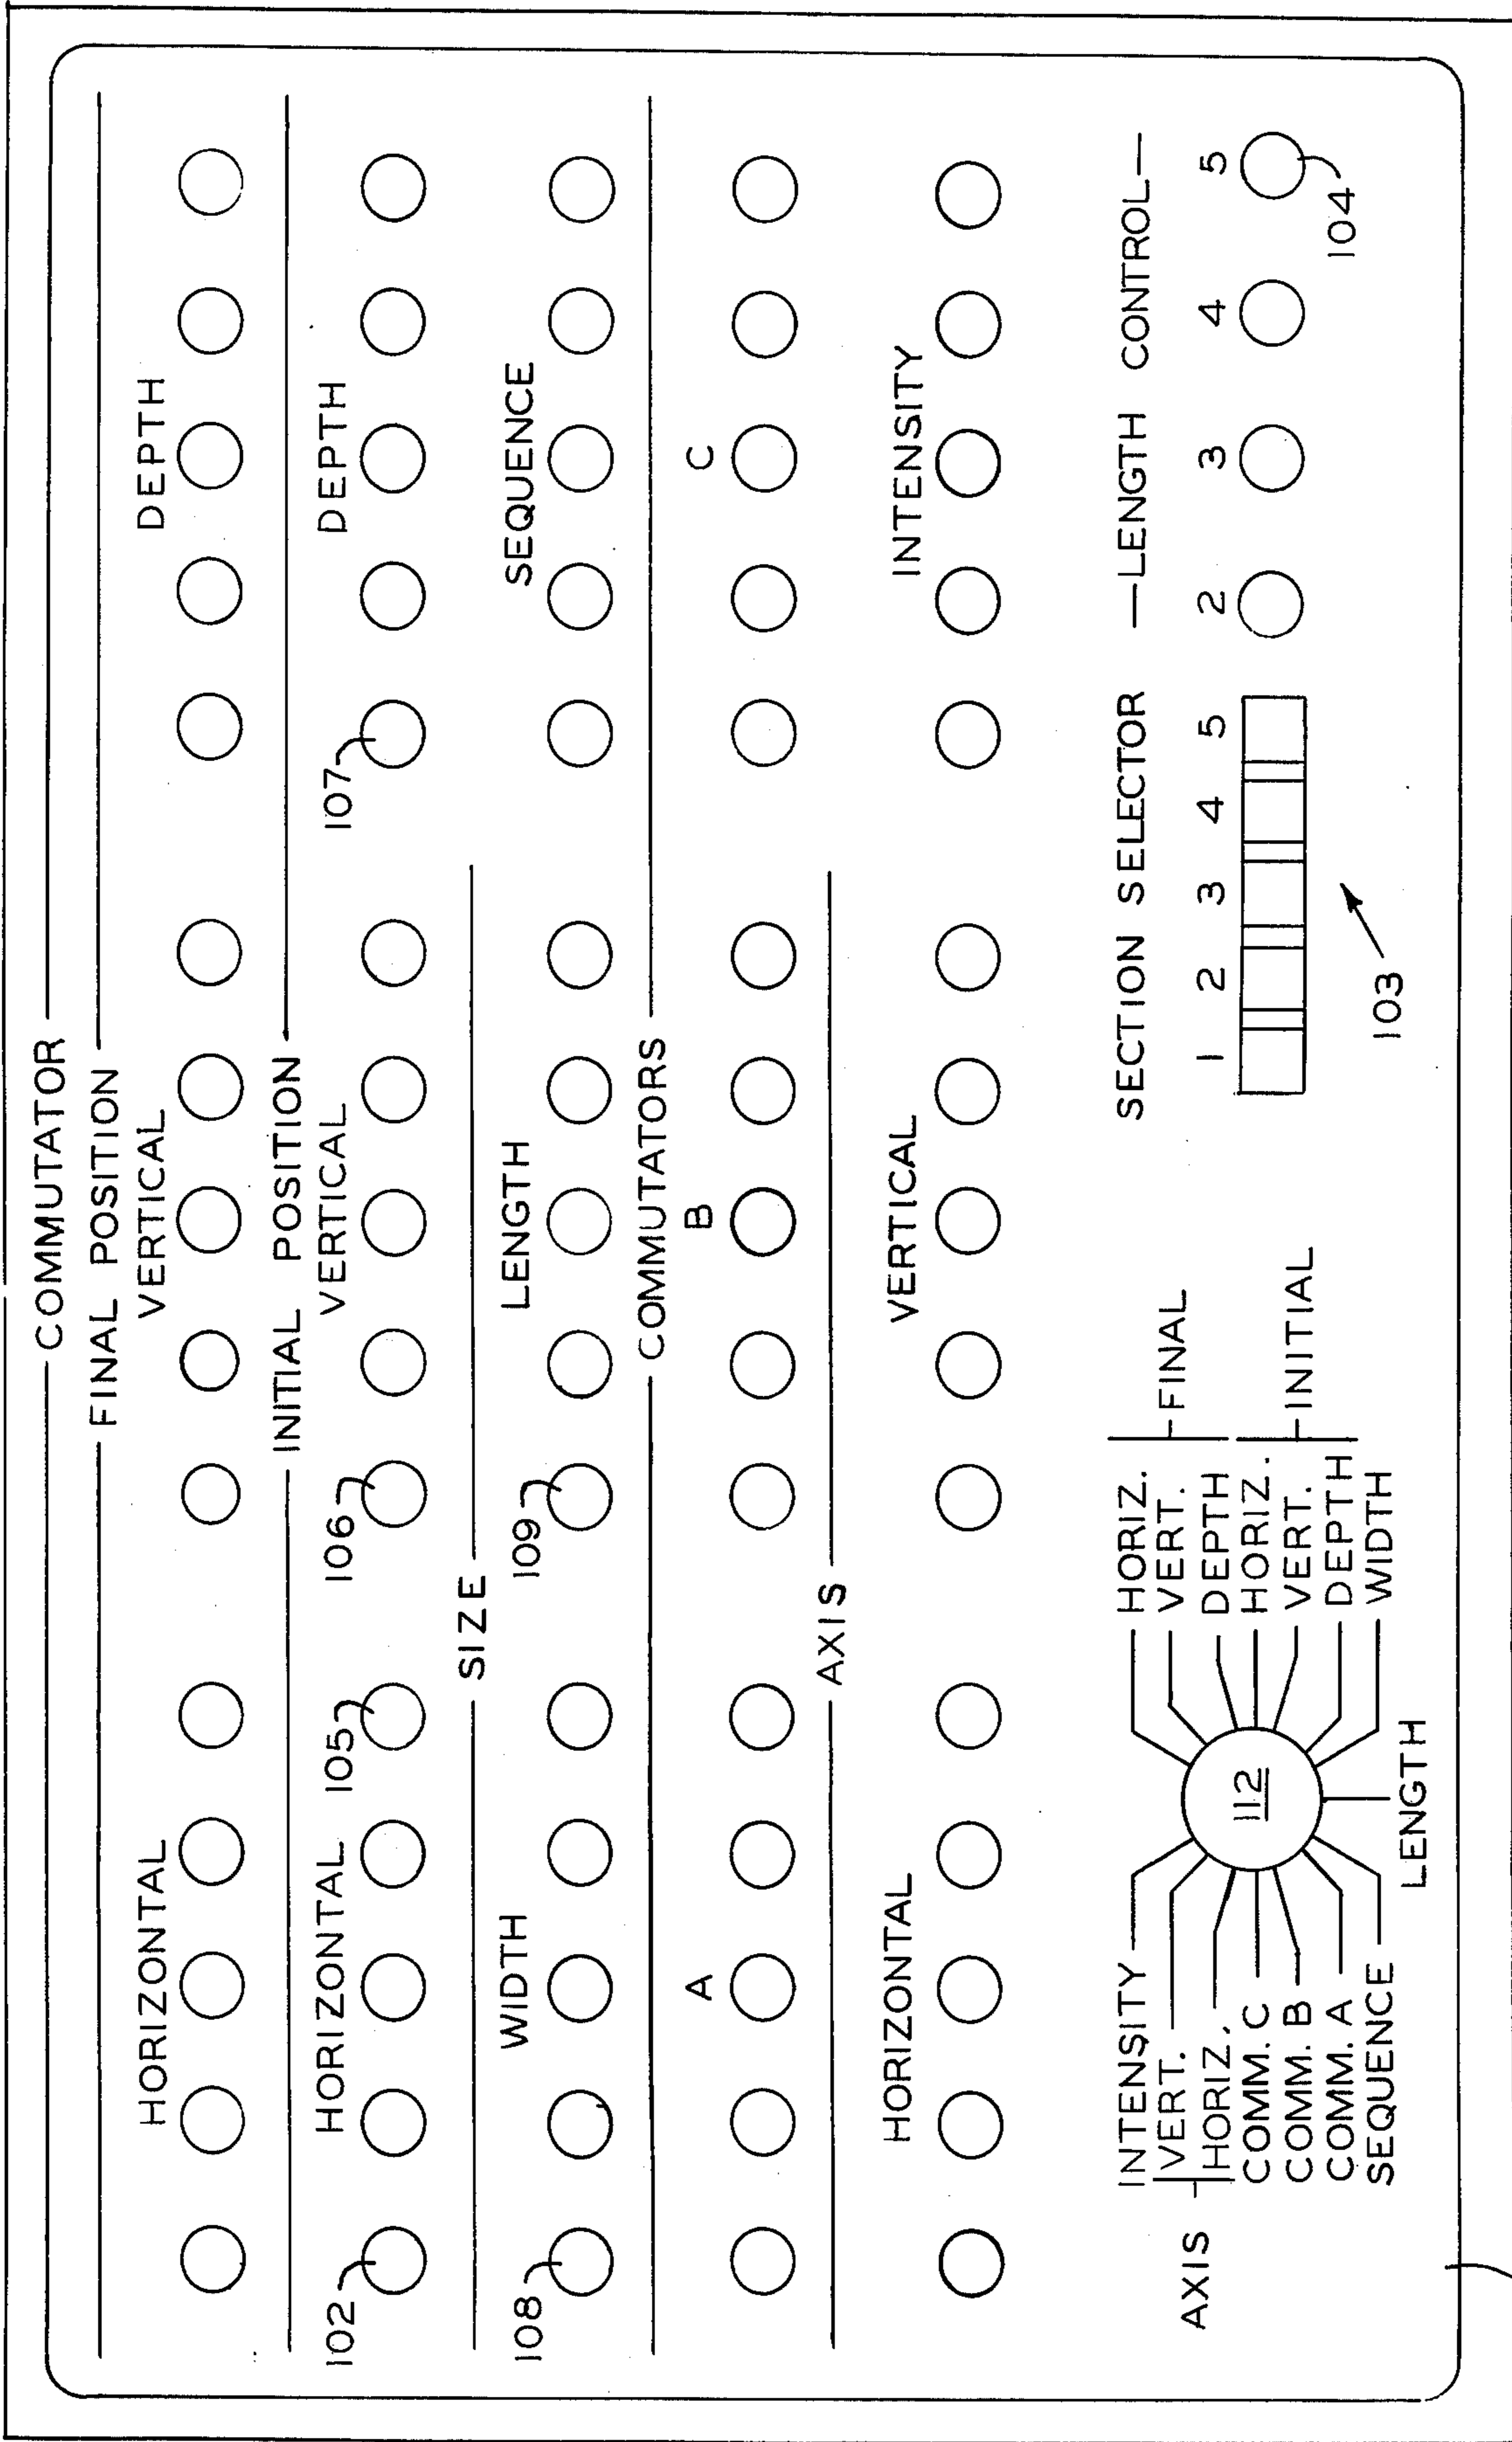 COMMUTATOR
FINAL POSITION
HORIZONTAL VERTICAL DEPTH
INITIAL POSITION
HORIZONTAL VERTICAL DEPTH
102 105 106 107
SIZE
WIDTH LENGTH SEQUENCE
108 109
COMMUTATORS
A B C
AXIS
HORIZONTAL VERTICAL INTENSITY
AXIS
INTENSITY
VERT.
HORIZ.
COMM. C
COMM. B
COMM. A
SEQUENCE
112
LENGTH
HORIZ.
VERT.
DEPTH
FINAL
HORIZ.
VERT.
DEPTH
INITIAL
WIDTH
SECTION SELECTOR
1 2 3 4 5
103
—LENGTH CONTROL—
2 3 4 5
104